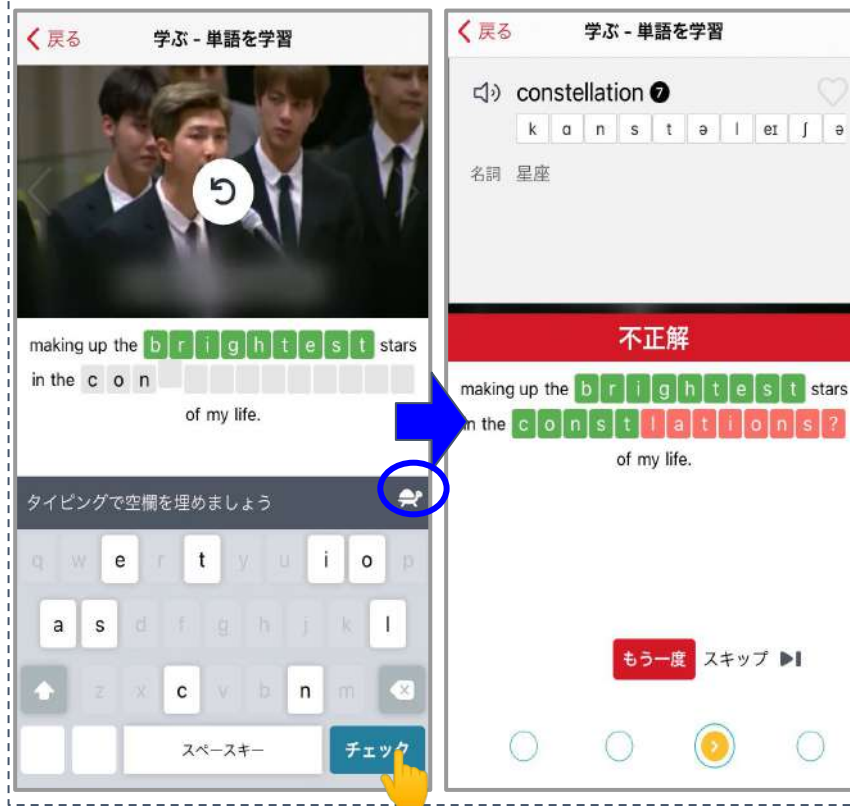 戻る 学ぶ - 単語を学習
making up the brightest stars
in the con
of my life.
タイピングで空欄を埋めましょう
q w e r t y u i o p
a s d f g h j k l
z x c v b n m
スペースキー チェック
戻る 学ぶ - 単語を学習
constellation 7
k ɑ n s t ə l eɪ ʃ ə
名詞 星座
不正解
making up the brightest stars
in the constlations?
of my life.
もう一度 スキップ